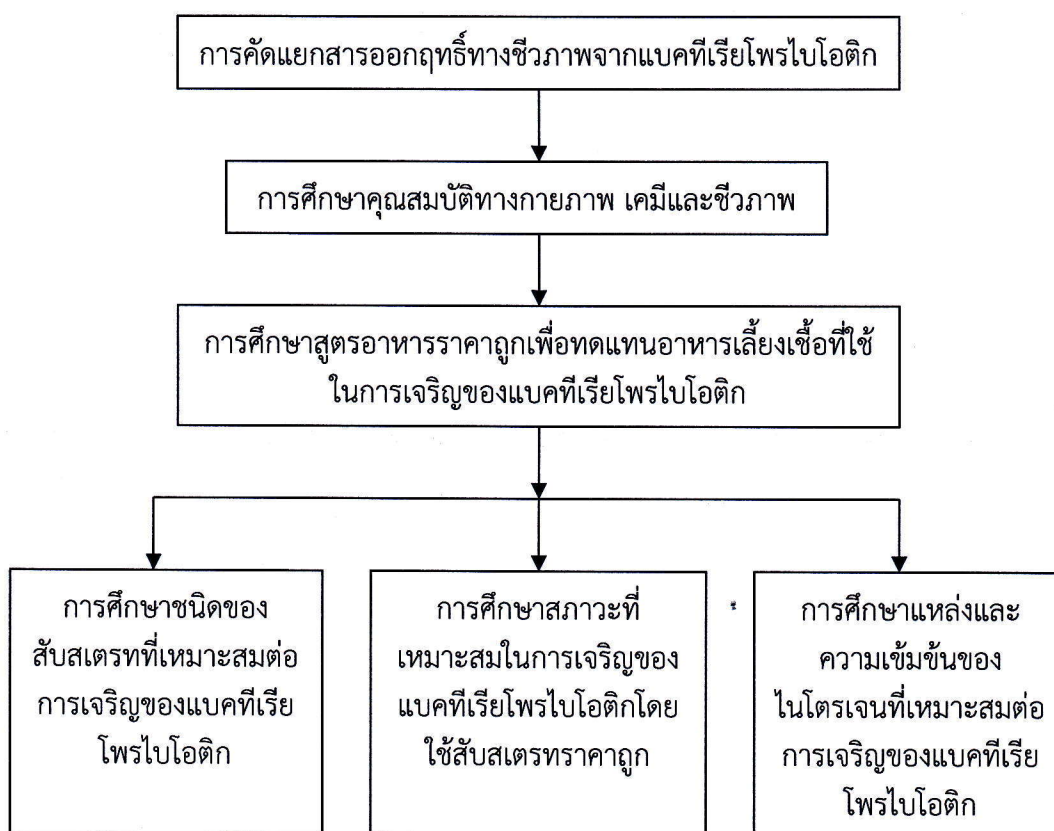 การคัดแยกสารออกฤทธิ์ทางชีวภาพจากแบคทีเรียโพรไบโอติก
การศึกษาคุณสมบัติทางกายภาพ เคมีและชีวภาพ
การศึกษาสูตรอาหารราคาถูกเพื่อทดแทนอาหารเลี้ยงเชื้อที่ใช้
ในการเจริญของแบคทีเรียโพรไบโอติก
การศึกษาชนิดของ
สับสเตรทที่เหมาะสมต่อ
การเจริญของแบคทีเรีย
โพรไบโอติก
การศึกษาสภาวะที่
เหมาะสมในการเจริญของ
แบคทีเรียโพรไบโอติกโดย
ใช้สับสเตรทราคาถูก
การศึกษาแหล่งและ
ความเข้มข้นของ
ไนโตรเจนที่เหมาะสมต่อ
การเจริญของแบคทีเรีย
โพรไบโอติก